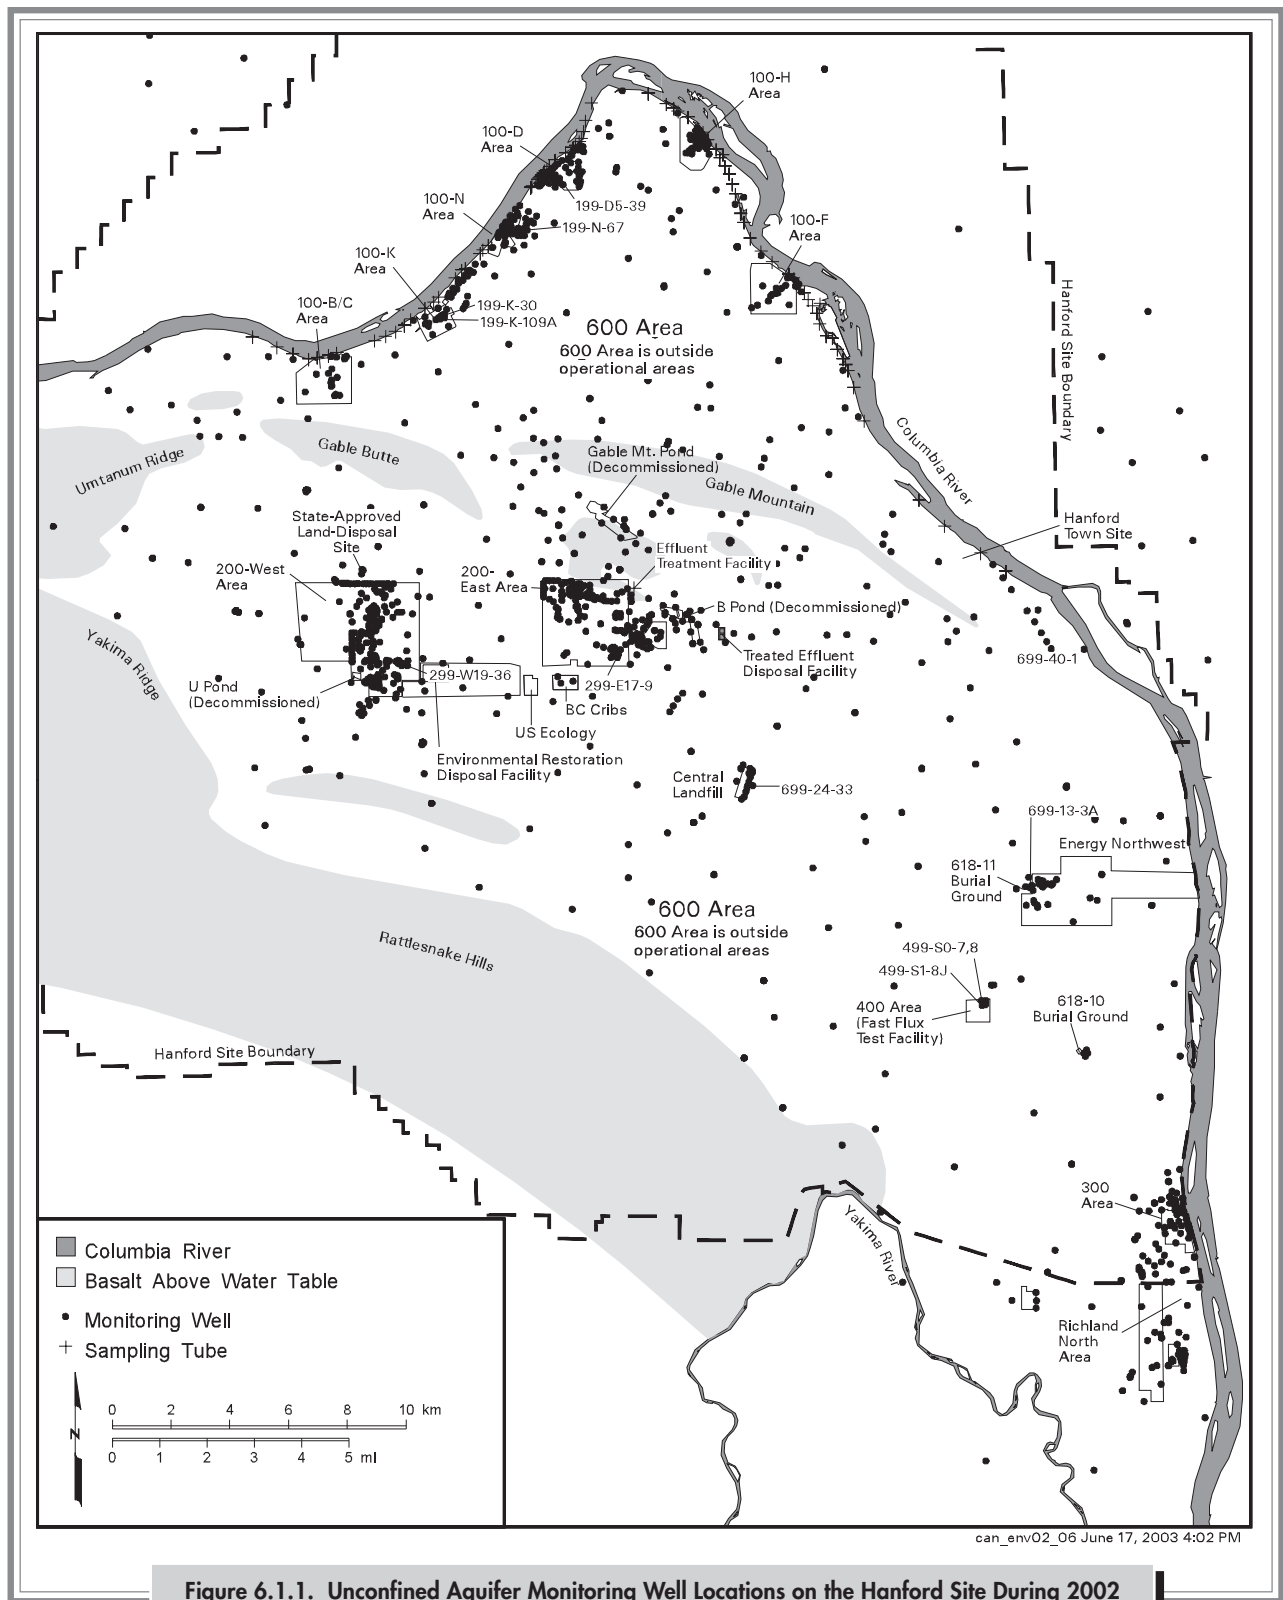 100-H
Area
100-D
Area
199-D5-39
100-N
Area
199-N-67
100-F
Area
100-K
Area
199-K-30
199-K-109A
100-B/C
Area
600 Area
600 Area is outside
operational areas
Hanford Site Boundary
Columbia River
Umtanum Ridge
Gable Butte
Gable Mt. Pond
(Decommissioned)
Gable Mountain
State-Approved
Land-Disposal
Site
Hanford
Town Site
200-West
Area
200-
East Area
Effluent
Treatment Facility
B Pond (Decommissioned)
Yakima Ridge
Treated Effluent
Disposal Facility
699-40-1
U Pond
(Decommissioned)
299-W19-36
299-E17-9
BC Cribs
US Ecology
Environmental Restoration
Disposal Facility
Central
Landfill
699-24-33
699-13-3A
Energy Northwest
618-11
Burial
Ground
600 Area
600 Area is outside
operational areas
Rattlesnake Hills
499-S0-7,8
499-S1-8J
400 Area
(Fast Flux
Test Facility)
618-10
Burial Ground
Hanford Site Boundary
300
Area
Yakima River
Richland
North
Area
Columbia River
Basalt Above Water Table
Monitoring Well
Sampling Tube
N
0 2 4 6 8 10 km
0 1 2 3 4 5 mi
can_env02_06 June 17, 2003 4:02 PM
Figure 6.1.1. Unconfined Aquifer Monitoring Well Locations on the Hanford Site During 2002